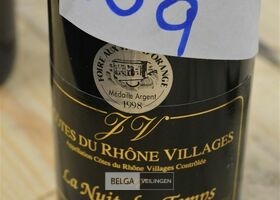 09
FOIRE AUX VINS D'ORANGE
Médaille Argent
1998
JV
CÔTES DU RHÔNE VILLAGES
Appellation Côtes du Rhône Villages Contrôlée
BELGA VEILINGEN
La Nuit des Temps